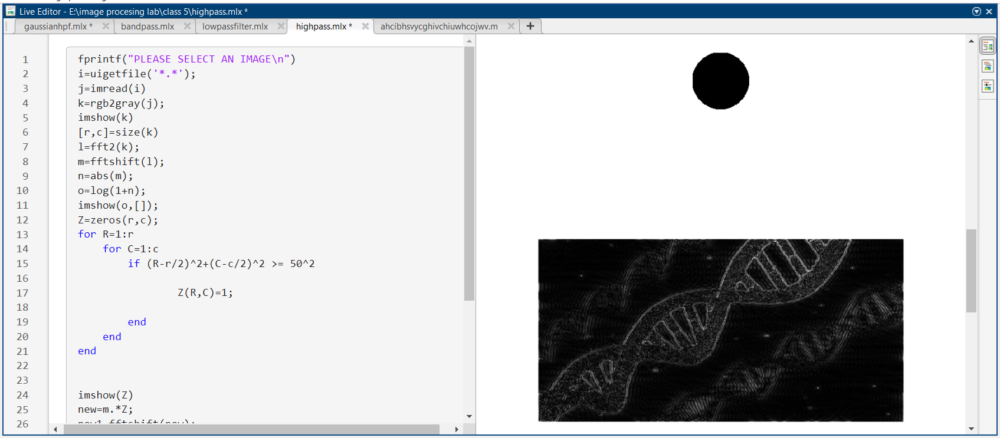 Live Editor - E:\image procesing lab\class 5\highpass.mlx *
gaussianhpf.mlx * bandpass.mlx lowpassfilter.mlx highpass.mlx * ahcibhsvycghivchiuwhcojwv.m
1 fprintf("PLEASE SELECT AN IMAGE\n")
2 i=uigetfile('*.*');
3 j=imread(i)
4 k=rgb2gray(j);
5 imshow(k)
6 [r,c]=size(k)
7 l=fft2(k);
8 m=fftshift(l);
9 n=abs(m);
10 o=log(1+n);
11 imshow(o,[]);
12 Z=zeros(r,c);
13 for R=1:r
14 for C=1:c
15 if (R-r/2)^2+(C-c/2)^2 >= 50^2
16
17 Z(R,C)=1;
18
19 end
20 end
21 end
22
23
24 imshow(Z)
25 new=m.*Z;
26